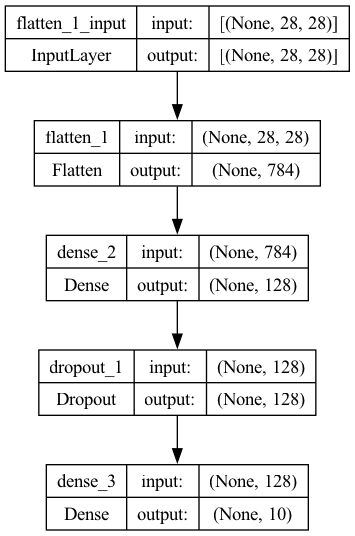 flatten_1_input input: [(None, 28, 28)]
InputLayer output: [(None, 28, 28)]
flatten_1 input: (None, 28, 28)
Flatten output: (None, 784)
dense_2 input: (None, 784)
Dense output: (None, 128)
dropout_1 input: (None, 128)
Dropout output: (None, 128)
dense_3 input: (None, 128)
Dense output: (None, 10)